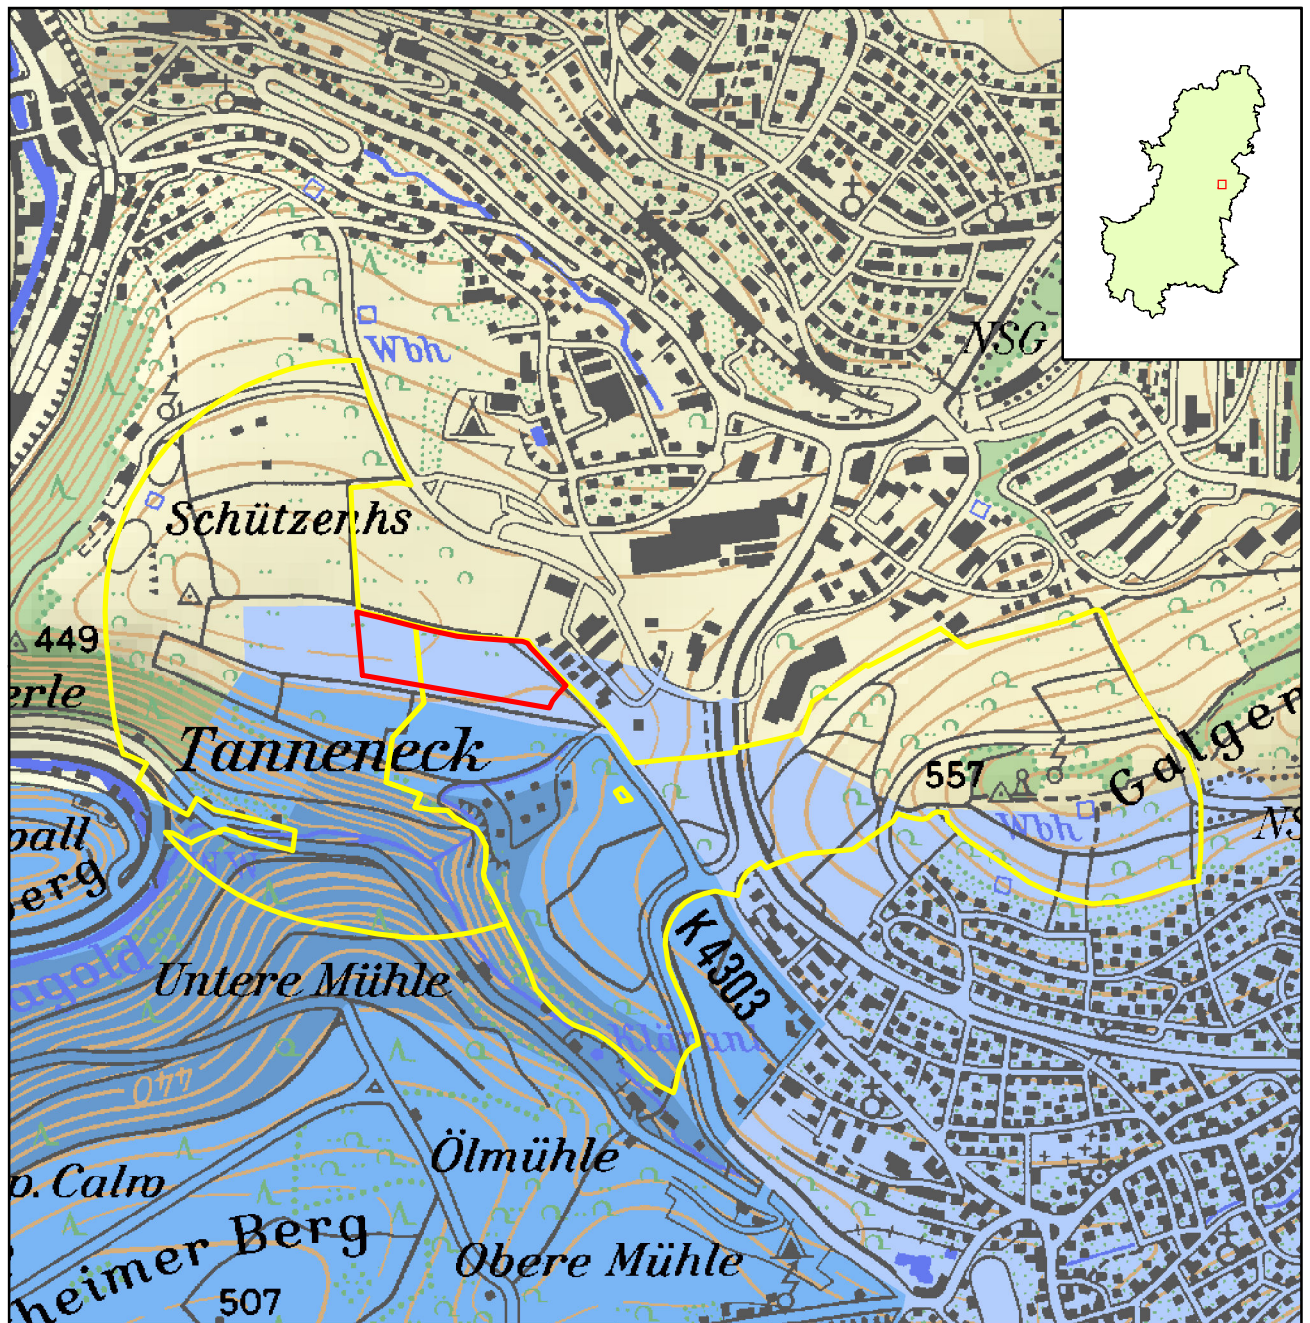 NSG
Wbh
Schützenhs
449
erle
Tanneneck
557
Galgen
Wbh
NS
pall
berg
K 4303
agold
Untere Mühle
Kläranl
440
Ölmühle
p. Calw
Obere Mühle
heimer Berg
507